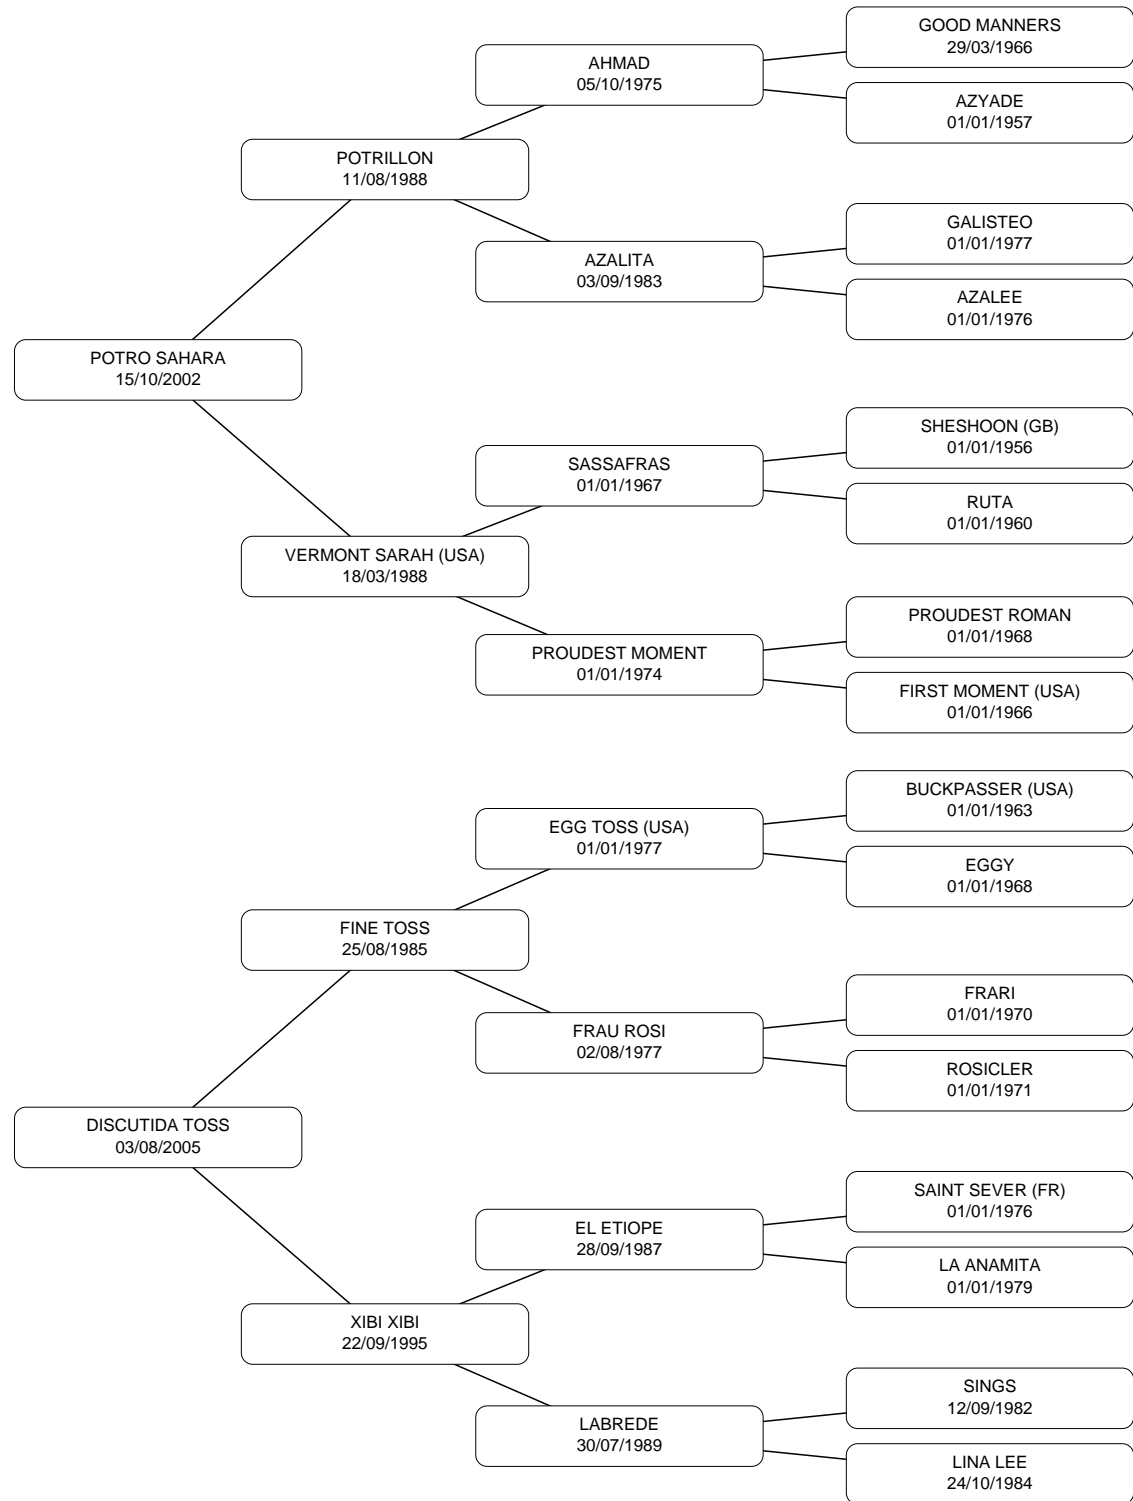 GOOD MANNERS
29/03/1966
AHMAD
05/10/1975
AZYADE
01/01/1957
POTRILLON
11/08/1988
GALISTEO
01/01/1977
AZALITA
03/09/1983
AZALEE
01/01/1976
POTRO SAHARA
15/10/2002
SHESHOON (GB)
01/01/1956
SASSAFRAS
01/01/1967
RUTA
01/01/1960
VERMONT SARAH (USA)
18/03/1988
PROUDEST ROMAN
01/01/1968
PROUDEST MOMENT
01/01/1974
FIRST MOMENT (USA)
01/01/1966
BUCKPASSER (USA)
01/01/1963
EGG TOSS (USA)
01/01/1977
EGGY
01/01/1968
FINE TOSS
25/08/1985
FRARI
01/01/1970
FRAU ROSI
02/08/1977
ROSICLER
01/01/1971
DISCUTIDA TOSS
03/08/2005
SAINT SEVER (FR)
01/01/1976
EL ETIOPE
28/09/1987
LA ANAMITA
01/01/1979
XIBI XIBI
22/09/1995
SINGS
12/09/1982
LABREDE
30/07/1989
LINA LEE
24/10/1984